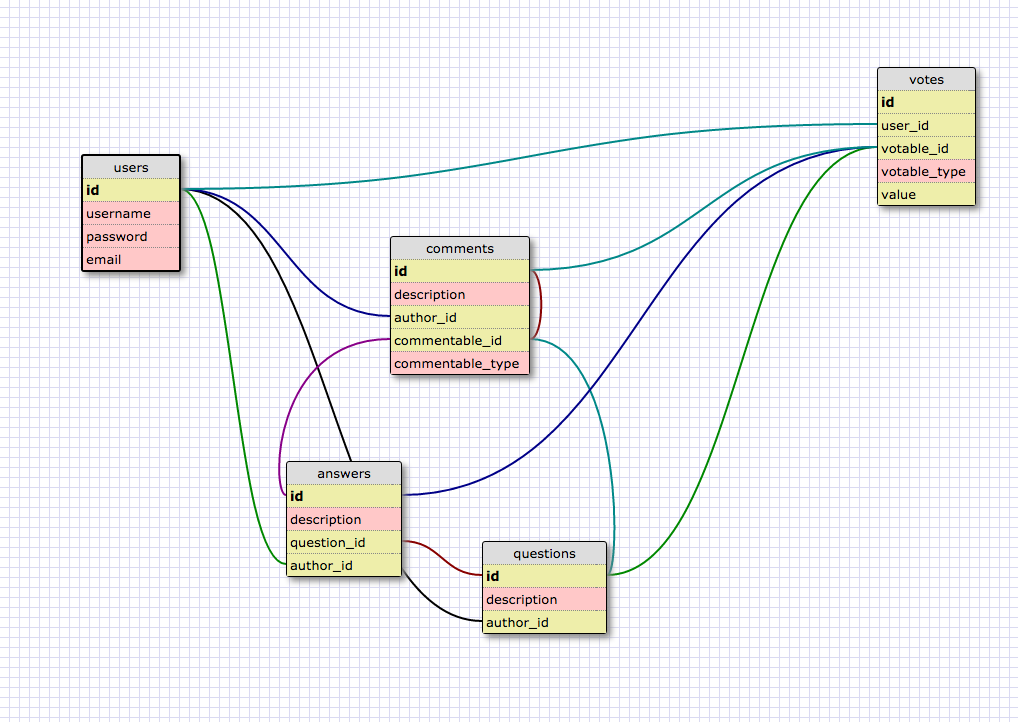 votes
id
user_id
votable_id
votable_type
value
users
id
username
password
email
comments
id
description
author_id
commentable_id
commentable_type
answers
id
description
question_id
author_id
questions
id
description
author_id